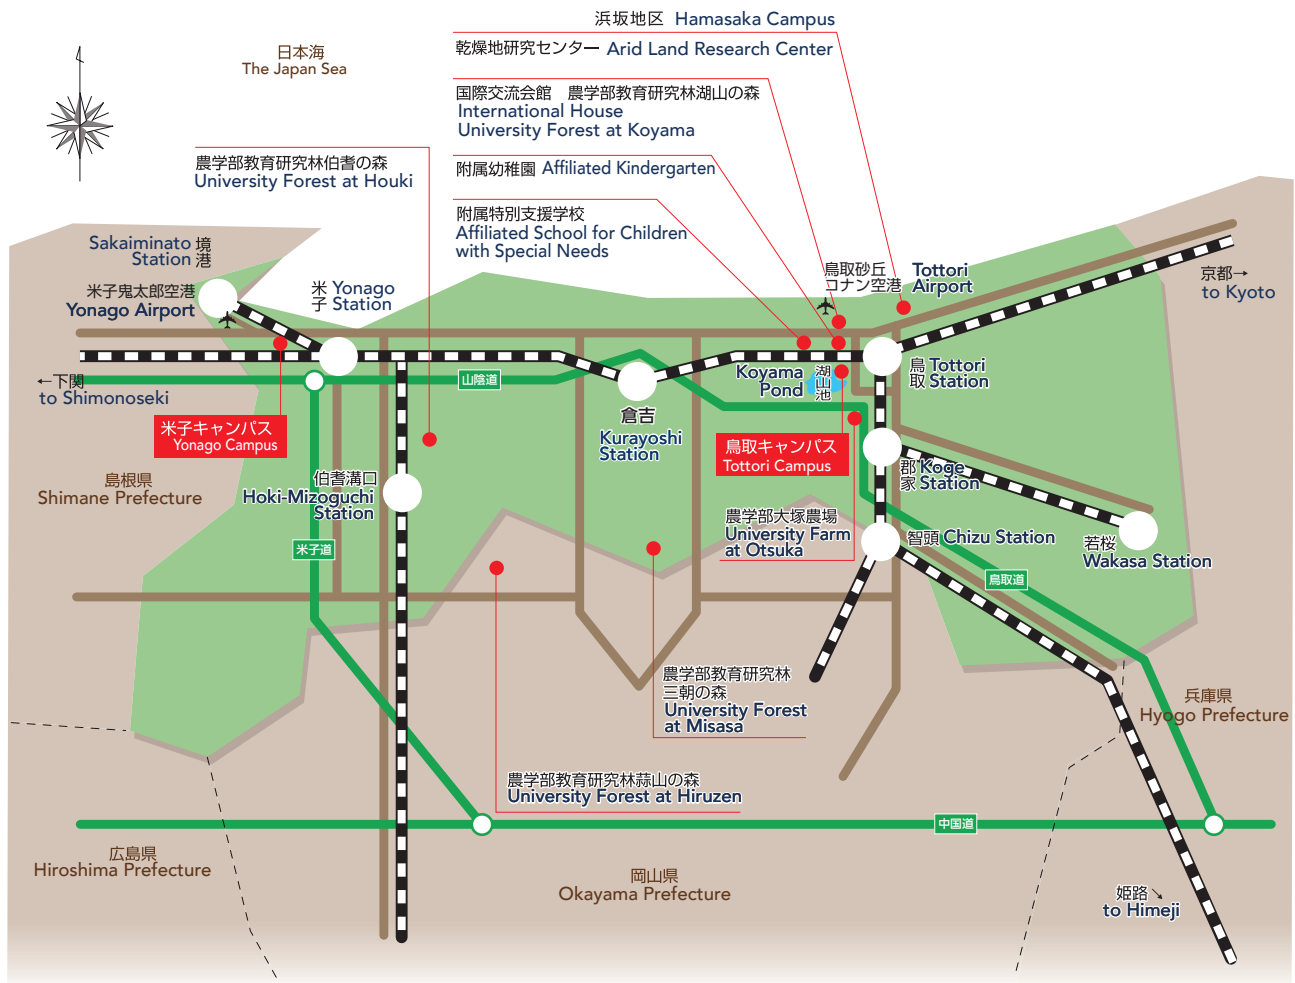 浜坂地区 Hamasaka Campus
日本海
The Japan Sea
乾燥地研究センター Arid Land Research Center
国際交流会館 農学部教育研究林湖山の森
International House
University Forest at Koyama
農学部教育研究林伯耆の森
University Forest at Houki
附属幼稚園 Affiliated Kindergarten
附属特別支援学校
Affiliated School for Children
with Special Needs
Sakaiminato
Station
境港
鳥取砂丘
コナン空港
Tottori
Airport
京都→
to Kyoto
米子鬼太郎空港
Yonago Airport
米子
Yonago
Station
←下関
to Shimonoseki
山陰道
Koyama
Pond
湖山池
鳥取
Tottori
Station
倉吉
Kurayoshi
Station
米子キャンパス
Yonago Campus
鳥取キャンパス
Tottori Campus
郡家
Koge
Station
島根県
Shimane Prefecture
伯耆溝口
Hoki-Mizoguchi
Station
農学部大塚農場
University Farm
at Otsuka
智頭 Chizu Station
若桜
Wakasa Station
米子道
鳥取道
農学部教育研究林
三朝の森
University Forest
at Misasa
兵庫県
Hyogo Prefecture
農学部教育研究林蒜山の森
University Forest at Hiruzen
中国道
広島県
Hiroshima Prefecture
岡山県
Okayama Prefecture
姫路↘
to Himeji